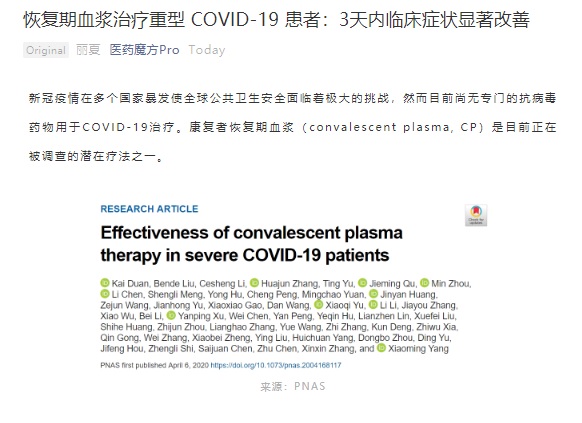 恢复期血浆治疗重型 COVID-19 患者：3天内临床症状显著改善
Original 丽夏 医药魔方Pro Today
新冠疫情在多个国家暴发使全球公共卫生安全面临着极大的挑战，然而目前尚无专门的抗病毒
药物用于COVID-19治疗。康复者恢复期血浆（convalescent plasma, CP）是目前正在
被调查的潜在疗法之一。
RESEARCH ARTICLE
Check for updates
Effectiveness of convalescent plasma
therapy in severe COVID-19 patients
Kai Duan, Bende Liu, Cesheng Li, Huajun Zhang, Ting Yu, Jieming Qu, Min Zhou,
Li Chen, Shengli Meng, Yong Hu, Cheng Peng, Mingchao Yuan, Jinyan Huang,
Zejun Wang, Jianhong Yu, Xiaoxiao Gao, Dan Wang, Xiaoqi Yu, Li Li, Jiayou Zhang,
Xiao Wu, Bei Li, Yanping Xu, Wei Chen, Yan Peng, Yeqin Hu, Lianzhen Lin, Xuefei Liu,
Shihe Huang, Zhijun Zhou, Lianghao Zhang, Yue Wang, Zhi Zhang, Kun Deng, Zhiwu Xia,
Qin Gong, Wei Zhang, Xiaobei Zheng, Ying Liu, Huichuan Yang, Dongbo Zhou, Ding Yu,
Jifeng Hou, Zhengli Shi, Saijuan Chen, Zhu Chen, Xinxin Zhang, and Xiaoming Yang
PNAS first published April 6, 2020 https://doi.org/10.1073/pnas.2004168117
来源：PNAS